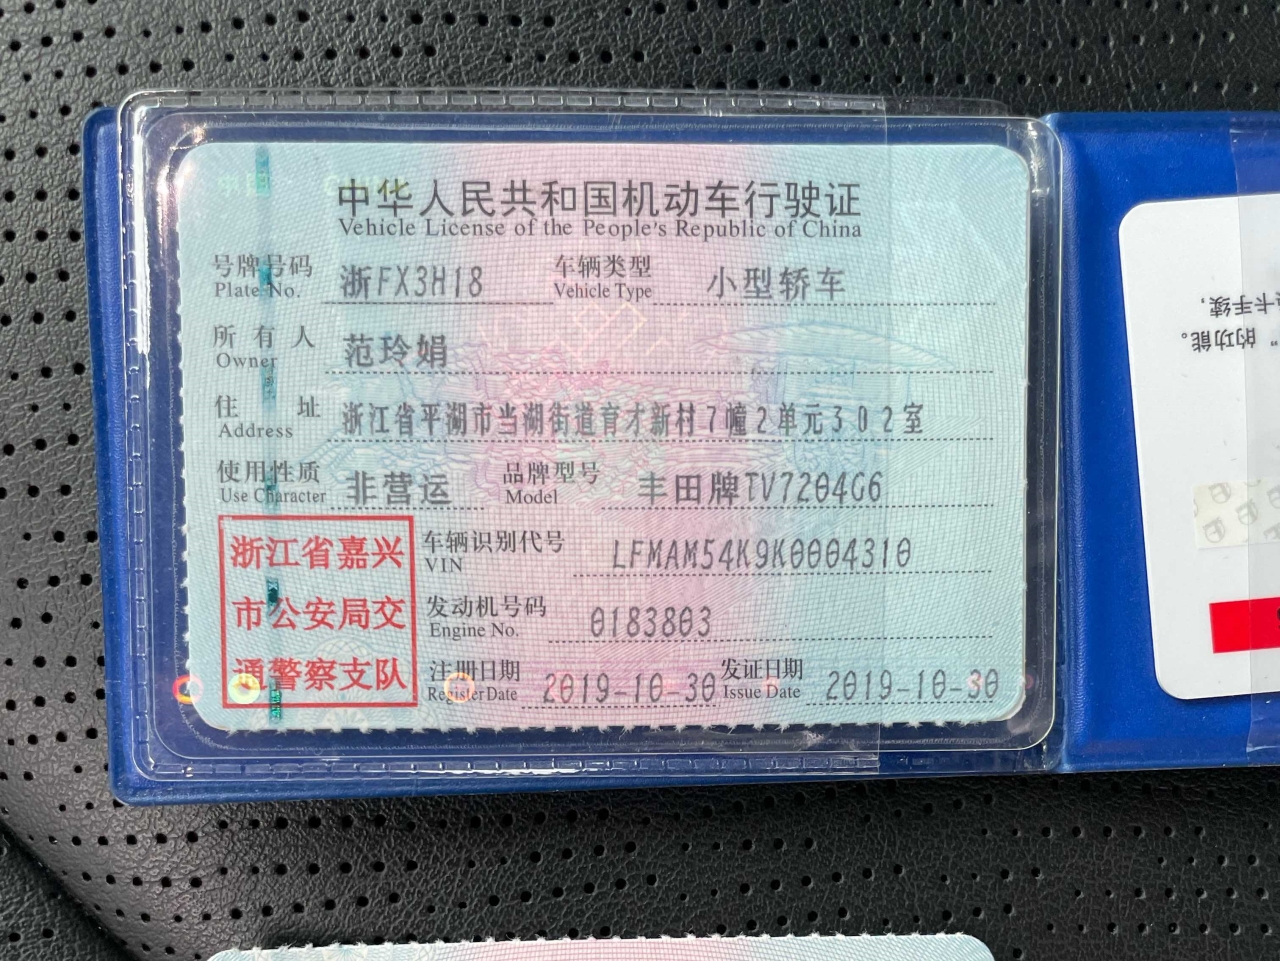 中华人民共和国机动车行驶证
Vehicle License of the People's Republic of China
号牌号码 浙FX3H18 车辆类型 小型轿车
Plate No. Vehicle Type
所有人 范玲娟
Owner
住址 浙江省平湖市当湖街道育才新村7幢2单元302室
Address
使用性质 非营运 品牌型号 丰田牌TV7204G6
Use Character Model
浙江省嘉兴
市公安局交
通警察支队
车辆识别代号 LFMAM54K9K0004310
VIN
发动机号码 0183803
Engine No.
注册日期 2019-10-30 发证日期 2019-10-30
Register Date Issue Date
卡手续，
的功能。